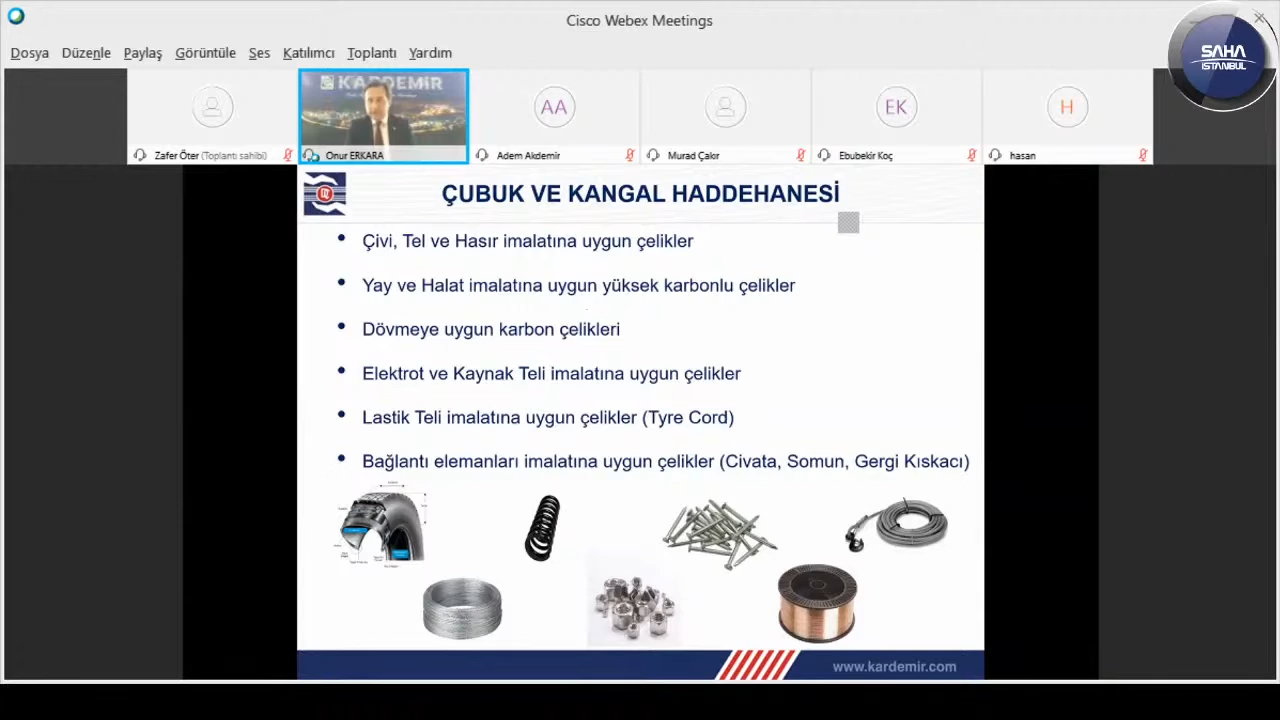 Cisco Webex Meetings
Dosya Düzenle Paylaş Görüntüle Ses Katılımcı Toplantı Yardım
SAHA
İSTANBUL
KARDEMİR
AA
EK
H
Zafer Öter (Toplantı sahibi)
Onur ERKARA
Adem Akdemir
Murad Çakır
Ebubekir Koç
hasan
ÇUBUK VE KANGAL HADDEHANESİ
• Çivi, Tel ve Hasır imalatına uygun çelikler
• Yay ve Halat imalatına uygun yüksek karbonlu çelikler
• Dövmeye uygun karbon çelikleri
• Elektrot ve Kaynak Teli imalatına uygun çelikler
• Lastik Teli imalatına uygun çelikler (Tyre Cord)
• Bağlantı elemanları imalatına uygun çelikler (Civata, Somun, Gergi Kıskacı)
www.kardemir.com